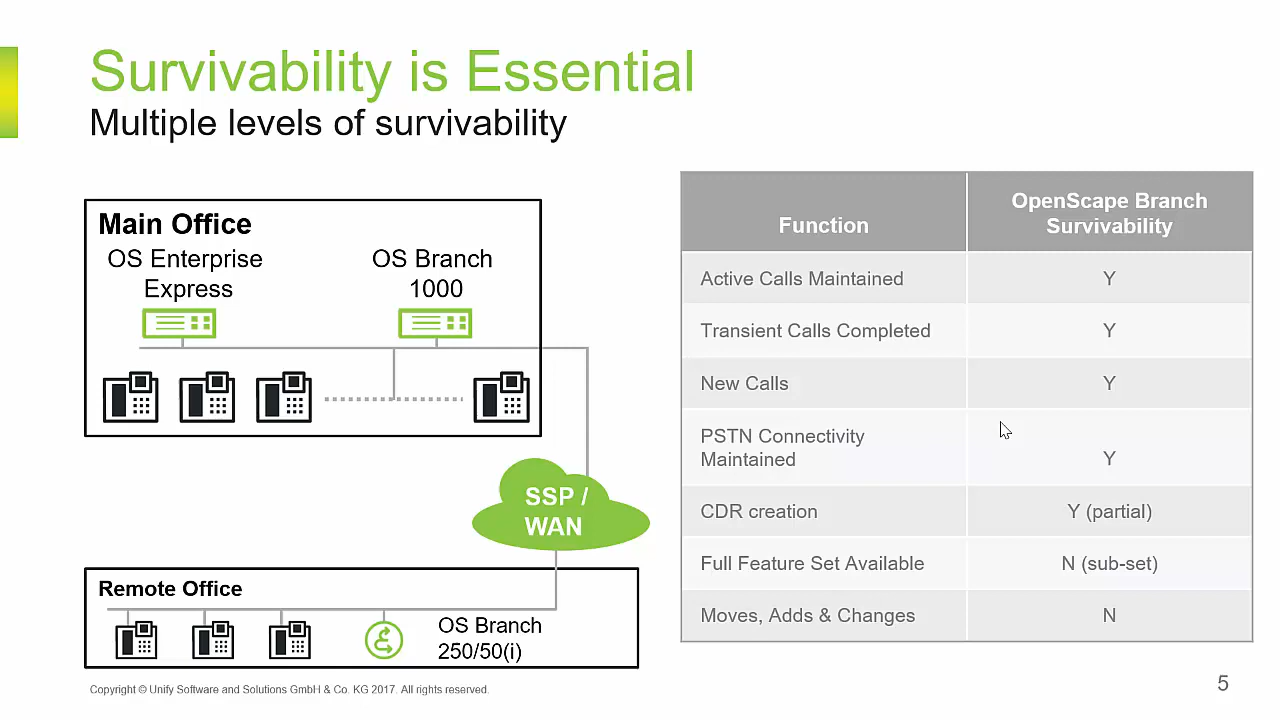 Survivability is Essential
Multiple levels of survivability
Main Office
OS Enterprise
Express
OS Branch
1000
SSP /
WAN
Remote Office
OS Branch
250/50(i)
Function
OpenScape Branch
Survivability
Active Calls Maintained
Y
Transient Calls Completed
Y
New Calls
Y
PSTN Connectivity
Maintained
Y
CDR creation
Y (partial)
Full Feature Set Available
N (sub-set)
Moves, Adds & Changes
N
Copyright © Unify Software and Solutions GmbH & Co. KG 2017. All rights reserved.
5